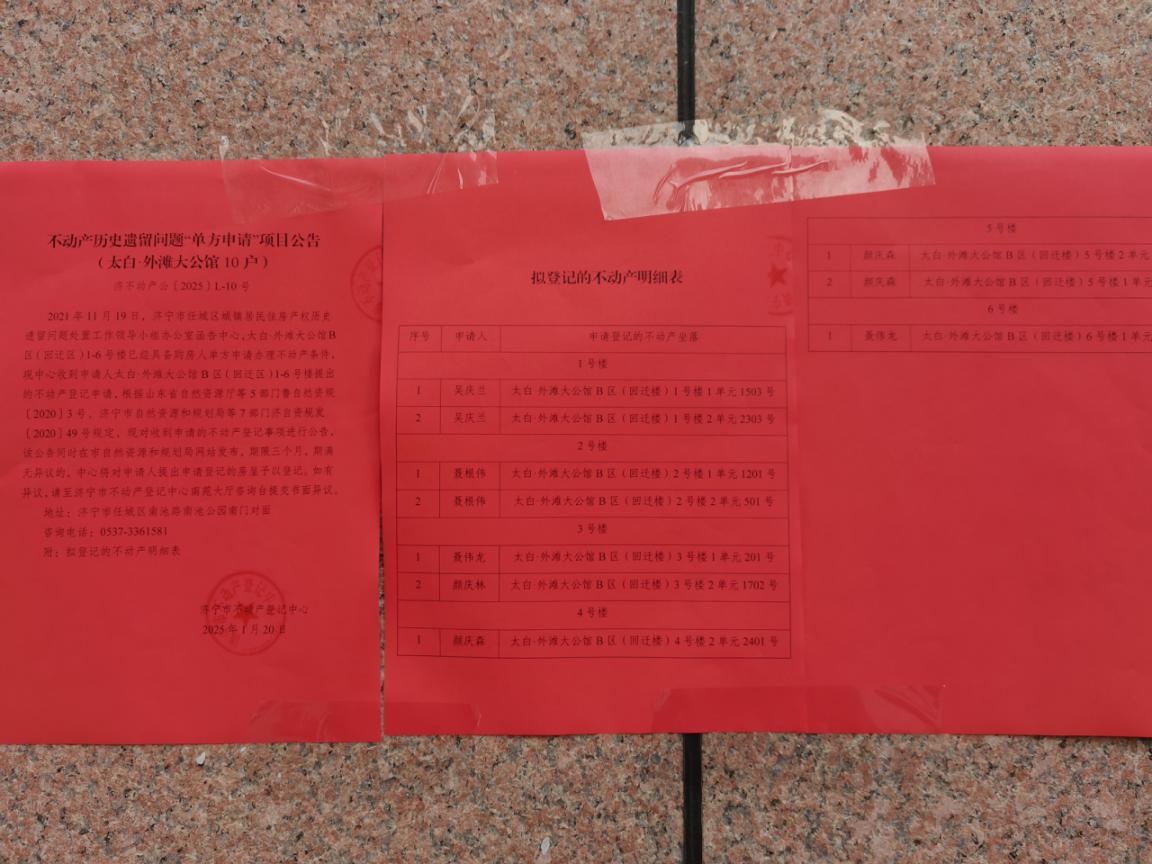 不动产历史遗留问题“单方申请”项目公告
（太白·外滩大公馆 10 户）
济不动产公〔2025〕L-10 号
2021 年 11 月 19 日，济宁市任城区城镇居民住房产权历史
遗留问题处置工作领导小组办公室函告中心，太白·外滩大公馆B
区（回迁区）1-6 号楼已经具备购房人单方申请办理不动产条件，
现中心收到申请人太白·外滩大公馆 B 区（回迁区）1-6 号楼提出
的不动产登记申请，根据山东省自然资源厅等 5 部门鲁自然资规
〔2020〕3 号、济宁市自然资源和规划局等 7 部门济自资规发
〔2020〕49 号规定，现对收到申请的不动产登记事项进行公告，
该公告同时在市自然资源和规划局网站发布，期限三个月，期满
无异议的，中心将对申请人提出申请登记的房屋予以登记。如有
异议，请至济宁市不动产登记中心南苑大厅咨询台提交书面异议。
地址：济宁市任城区南池路南池公园南门对面
咨询电话：0537-3361581
附：拟登记的不动产明细表
济宁市不动产登记中心
2025 年 1 月 20 日
拟登记的不动产明细表
序号 申请人 申请登记的不动产坐落
1 号楼
1 吴庆兰 太白·外滩大公馆 B 区（回迁楼）1 号楼 1 单元 1503 号
2 吴庆兰 太白·外滩大公馆 B 区（回迁楼）1 号楼 2 单元 2303 号
2 号楼
1 聂根伟 太白·外滩大公馆 B 区（回迁楼）2 号楼 1 单元 1201 号
2 聂根伟 太白·外滩大公馆 B 区（回迁楼）2 号楼 2 单元 501 号
3 号楼
1 聂伟龙 太白·外滩大公馆 B 区（回迁楼）3 号楼 1 单元 201 号
2 颜庆林 太白·外滩大公馆 B 区（回迁楼）3 号楼 2 单元 1702 号
4 号楼
1 颜庆森 太白·外滩大公馆 B 区（回迁楼）4 号楼 2 单元 2401 号
5 号楼
1 颜庆森 太白·外滩大公馆 B 区（回迁楼）5 号楼 2 单元
2 颜庆森 太白·外滩大公馆 B 区（回迁楼）5 号楼 2 单元
6 号楼
1 聂伟龙 太白·外滩大公馆 B 区（回迁楼）6 号楼 1 单元